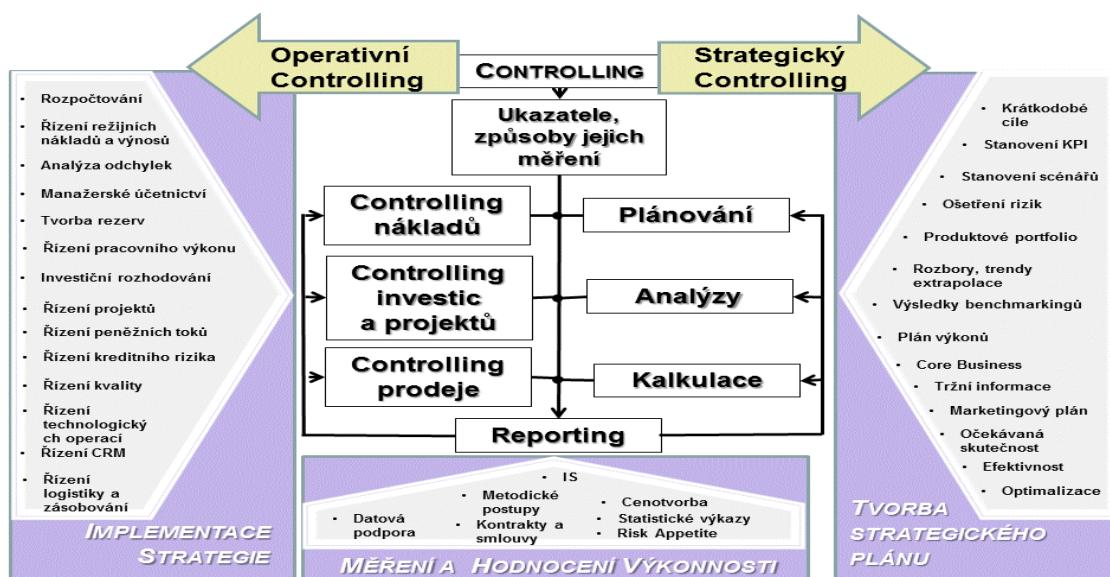 Operativní
Controlling
CONTROLLING
Strategický
Controlling
• Rozpočtování
• Řízení režijních
nákladů a výnosů
• Analýza odchylek
• Manažerské účetnictví
• Tvorba rezerv
• Řízení pracovního výkonu
• Investiční rozhodování
• Řízení projektů
• Řízení peněžních toků
• Řízení kreditního rizika
• Řízení kvality
• Řízení
technologický
ch operací
• Řízení CRM
• Řízení
logistiky a
zásobování
IMPLEMENTACE
STRATEGIE
Ukazatele,
způsoby jejich
měření
Controlling
nákladů
Plánování
Controlling
investic
a projektů
Analýzy
Controlling
prodeje
Kalkulace
Reporting
• IS
• Metodické
postupy
• Cenotvorba
• Datová
podpora
• Kontrakty a
smlouvy
• Statistické výkazy
• Risk Appetite
MĚŘENÍ A HODNOCENÍ VÝKONNOSTI
• Krátkodobé
cíle
• Stanovení KPI
• Stanovení scénářů
• Ošetření rizik
• Produktové portfolio
• Rozbory, trendy
extrapolace
• Výsledky benchmarkingů
• Plán výkonů
• Core Business
• Tržní informace
• Marketingový plán
• Očekávaná
skutečnost
• Efektivnost
• Optimalizace
TVORBA
STRATEGICKÉHO
PLÁNU